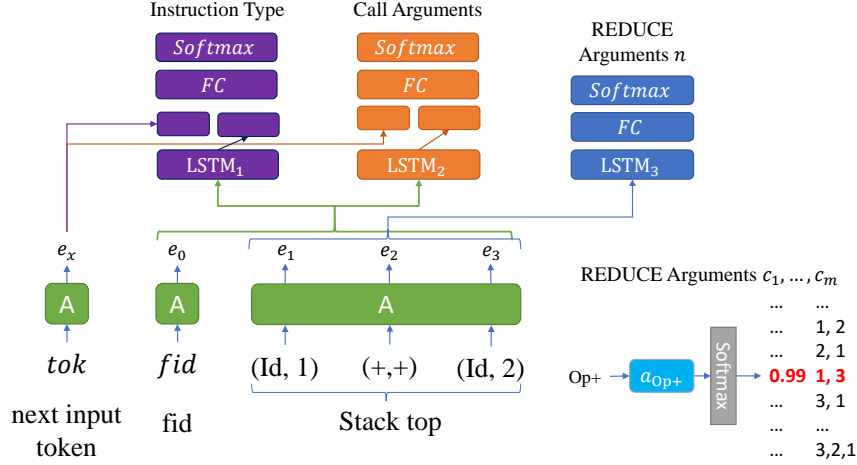 Instruction Type
Call Arguments
REDUCE
Arguments n
Softmax
Softmax
Softmax
FC
FC
FC
LSTM₁
LSTM₂
LSTM₃
eₓ
e₀
e₁
e₂
e₃
A
A
A
tok
fid
(Id, 1)
(+,+)
(Id, 2)
next input
token
fid
Stack top
REDUCE Arguments c₁, … , cₘ
... ...
... 1, 2
... 2, 1
Op+
a_Op+
Softmax
0.99 1, 3
... 3, 1
... ...
... 3,2,1